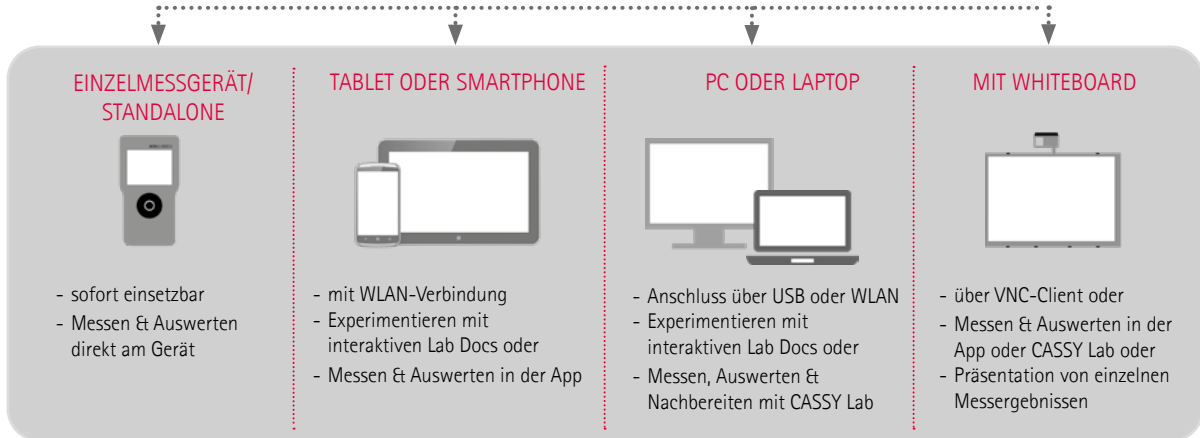 EINZELMESSGERÄT/
STANDALONE
- sofort einsetzbar
- Messen & Auswerten
direkt am Gerät
TABLET ODER SMARTPHONE
- mit WLAN-Verbindung
- Experimentieren mit
interaktiven Lab Docs oder
- Messen & Auswerten in der App
PC ODER LAPTOP
- Anschluss über USB oder WLAN
- Experimentieren mit
interaktiven Lab Docs oder
- Messen, Auswerten &
Nachbereiten mit CASSY Lab
MIT WHITEBOARD
- über VNC-Client oder
- Messen & Auswerten in der
App oder CASSY Lab oder
- Präsentation von einzelnen
Messergebnissen